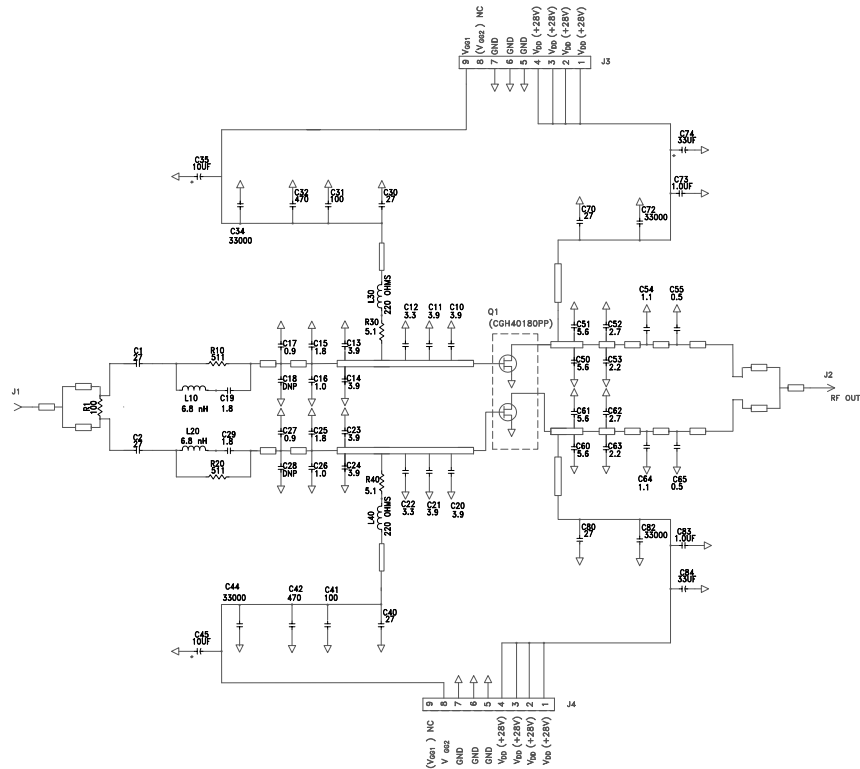 VGG1
(VGG2) NC
GND
GND
GND
VDD (+28V)
VDD (+28V)
VDD (+28V)
VDD (+28V)
9 8 7 6 5 4 3 2 1
J3
C74
33UF
C73
1.0UF
C35
10UF
+
+
C34
33000
C32
470
C31
100
C30
27
C70
27
C72
33000
L30
220 OHMS
R30
5.1
C12
3.3
C11
3.9
C10
3.9
Q1
(CGH40180PP)
C54
1.1
C55
0.5
C51
5.6
C52
2.7
C50
5.6
C53
2.2
C1
27
R10
511
L10
6.8 nH
C19
1.8
C17
0.9
C15
1.8
C13
3.9
C18
DNP
C16
1.0
C14
3.9
J1
R1
100
J2
RF OUT
C2
27
L20
6.8 nH
C29
1.8
R20
511
C27
0.9
C25
1.8
C23
3.9
C28
DNP
C26
1.0
C24
3.9
C61
5.6
C62
2.7
C60
5.6
C63
2.2
C64
1.1
C65
0.5
R40
5.1
L40
220 OHMS
C22
3.3
C21
3.9
C20
3.9
C80
27
C82
33000
C83
1.0UF
C84
33UF
+
C44
33000
C42
470
C41
100
C40
27
C45
10UF
+
9 8 7 6 5 4 3 2 1
J4
(VGG1) NC
V GG2
GND
GND
GND
VDD (+28V)
VDD (+28V)
VDD (+28V)
VDD (+28V)